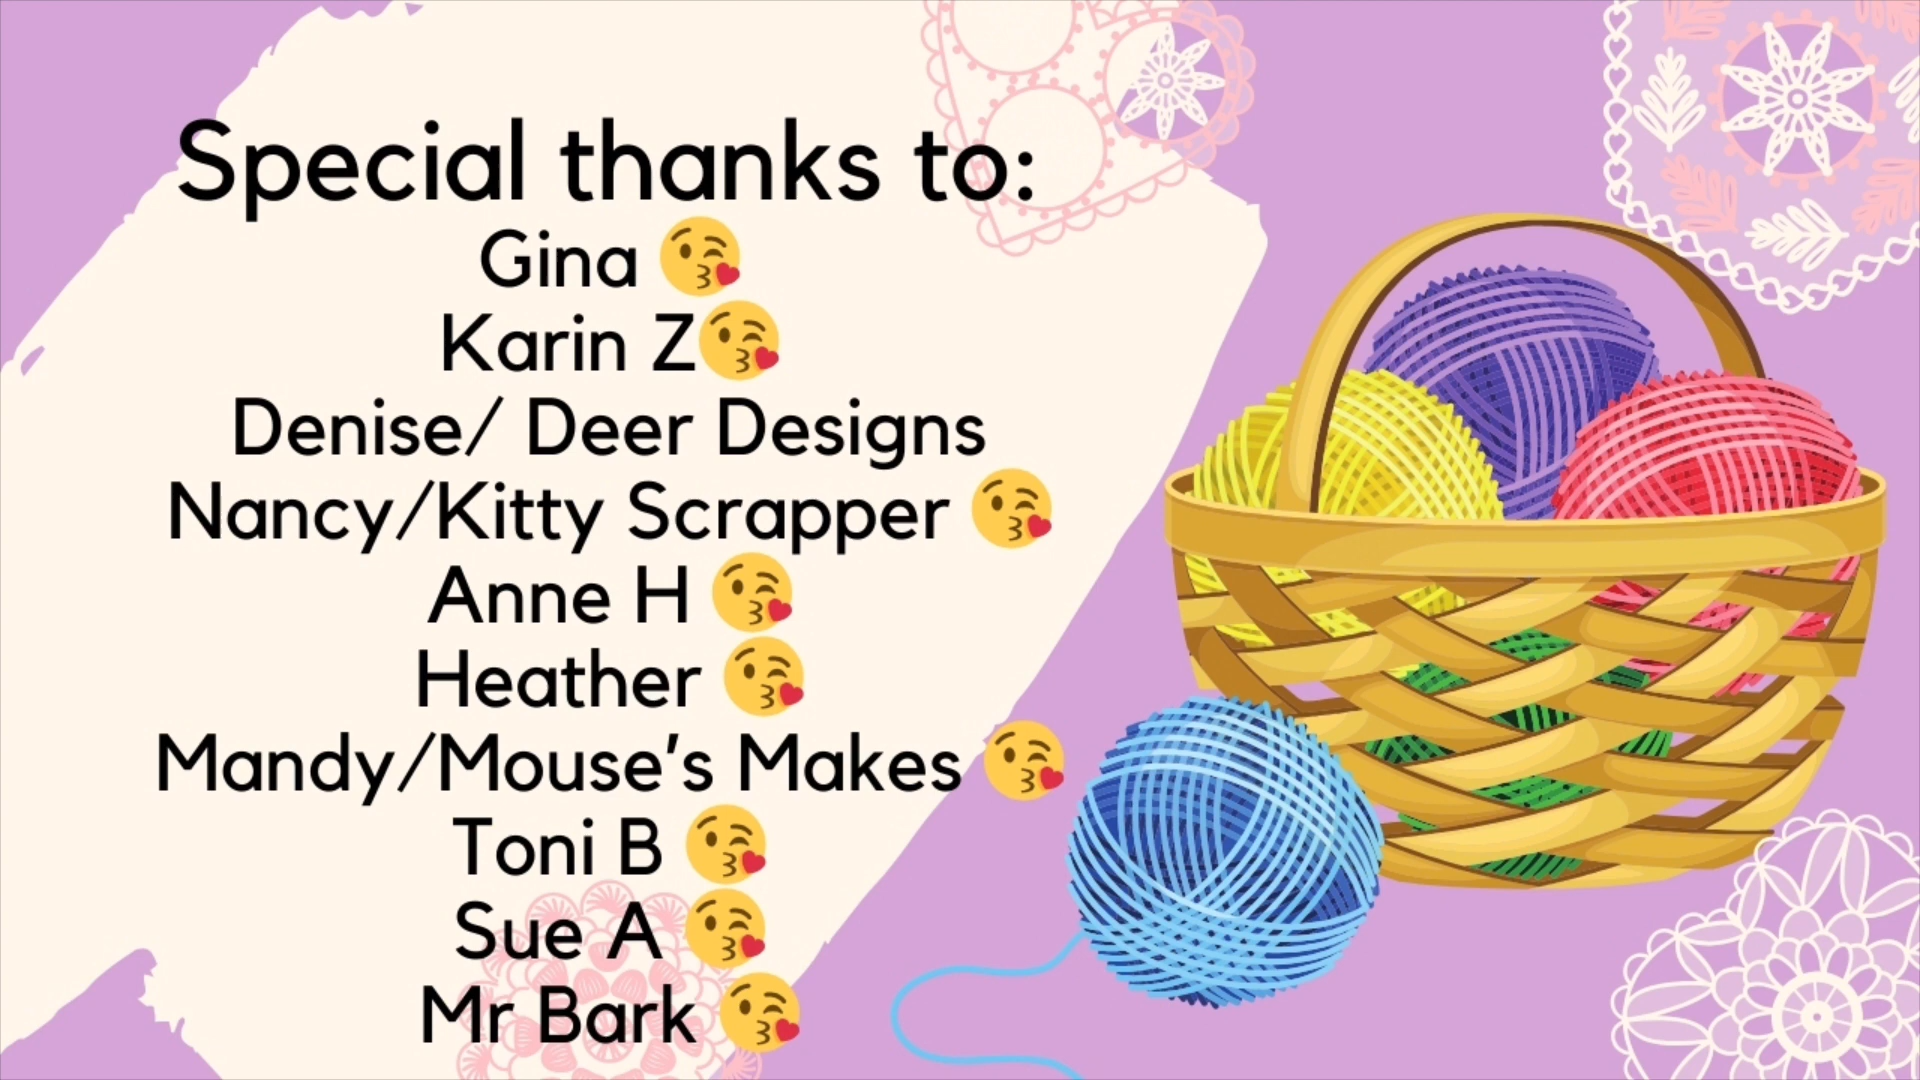 Special thanks to:
Gina 😘
Karin Z😘
Denise/ Deer Designs
Nancy/Kitty Scrapper 😘
Anne H 😘
Heather 😘
Mandy/Mouse's Makes 😘
Toni B 😘
Sue A 😘
Mr Bark 😘